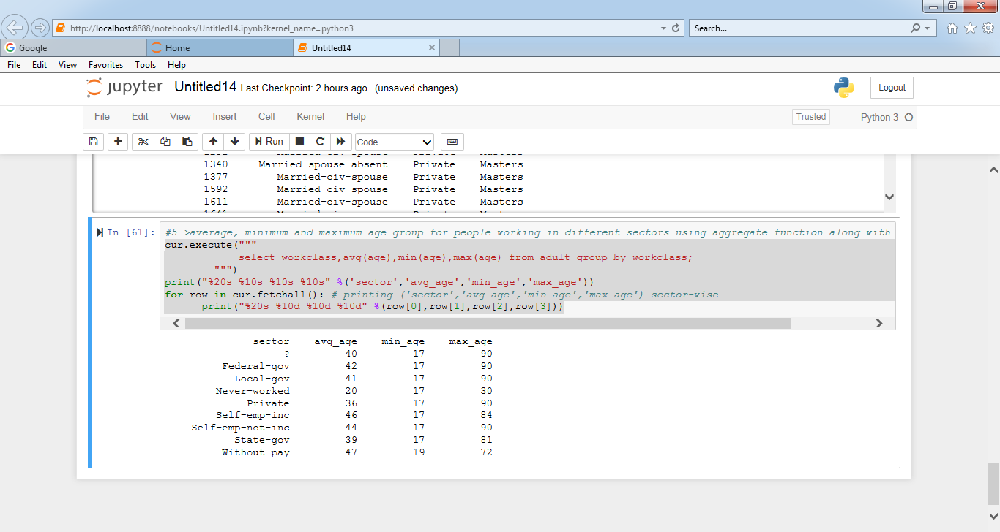 http://localhost:8888/notebooks/Untitled14.ipynb?kernel_name=python3
Search...
Google
Home
Untitled14
File Edit View Favorites Tools Help
jupyter Untitled14 Last Checkpoint: 2 hours ago (unsaved changes)
Logout
File Edit View Insert Cell Kernel Help
Trusted
Python 3
Run
Code
1340 Married-spouse-absent Private Masters
1377 Married-civ-spouse Private Masters
1592 Married-civ-spouse Private Masters
1611 Married-civ-spouse Private Masters
In [61]:
#5->average, minimum and maximum age group for people working in different sectors using aggregate function along with
cur.execute("""
select workclass,avg(age),min(age),max(age) from adult group by workclass;
""")
print("%20s %10s %10s %10s" %('sector','avg_age','min_age','max_age'))
for row in cur.fetchall(): # printing ('sector','avg_age','min_age','max_age') sector-wise
print("%20s %10d %10d %10d" %(row[0],row[1],row[2],row[3]))
sector avg_age min_age max_age
? 40 17 90
Federal-gov 42 17 90
Local-gov 41 17 90
Never-worked 20 17 30
Private 36 17 90
Self-emp-inc 46 17 84
Self-emp-not-inc 44 17 90
State-gov 39 17 81
Without-pay 47 19 72